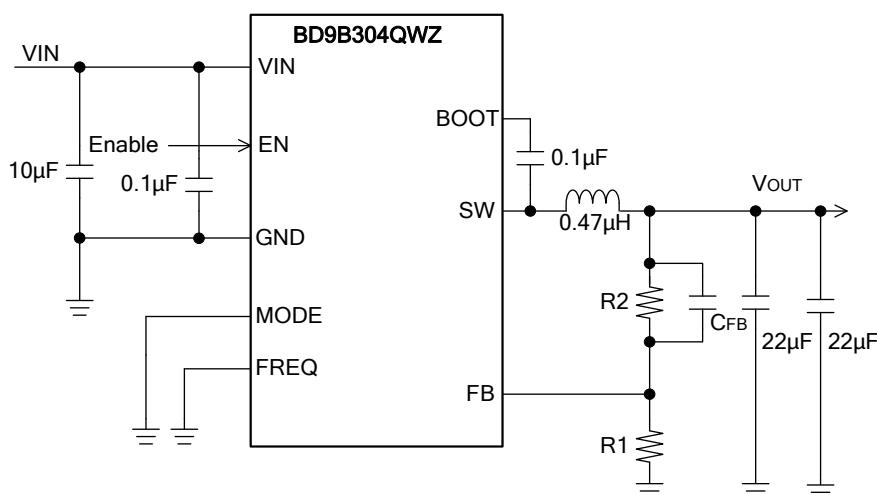 BD9B304QWZ
VIN
VIN
BOOT
Enable
EN
10µF
0.1µF
0.1µF
VOUT
SW
0.47µH
GND
R2
CFB
MODE
22µF
22µF
FREQ
FB
R1